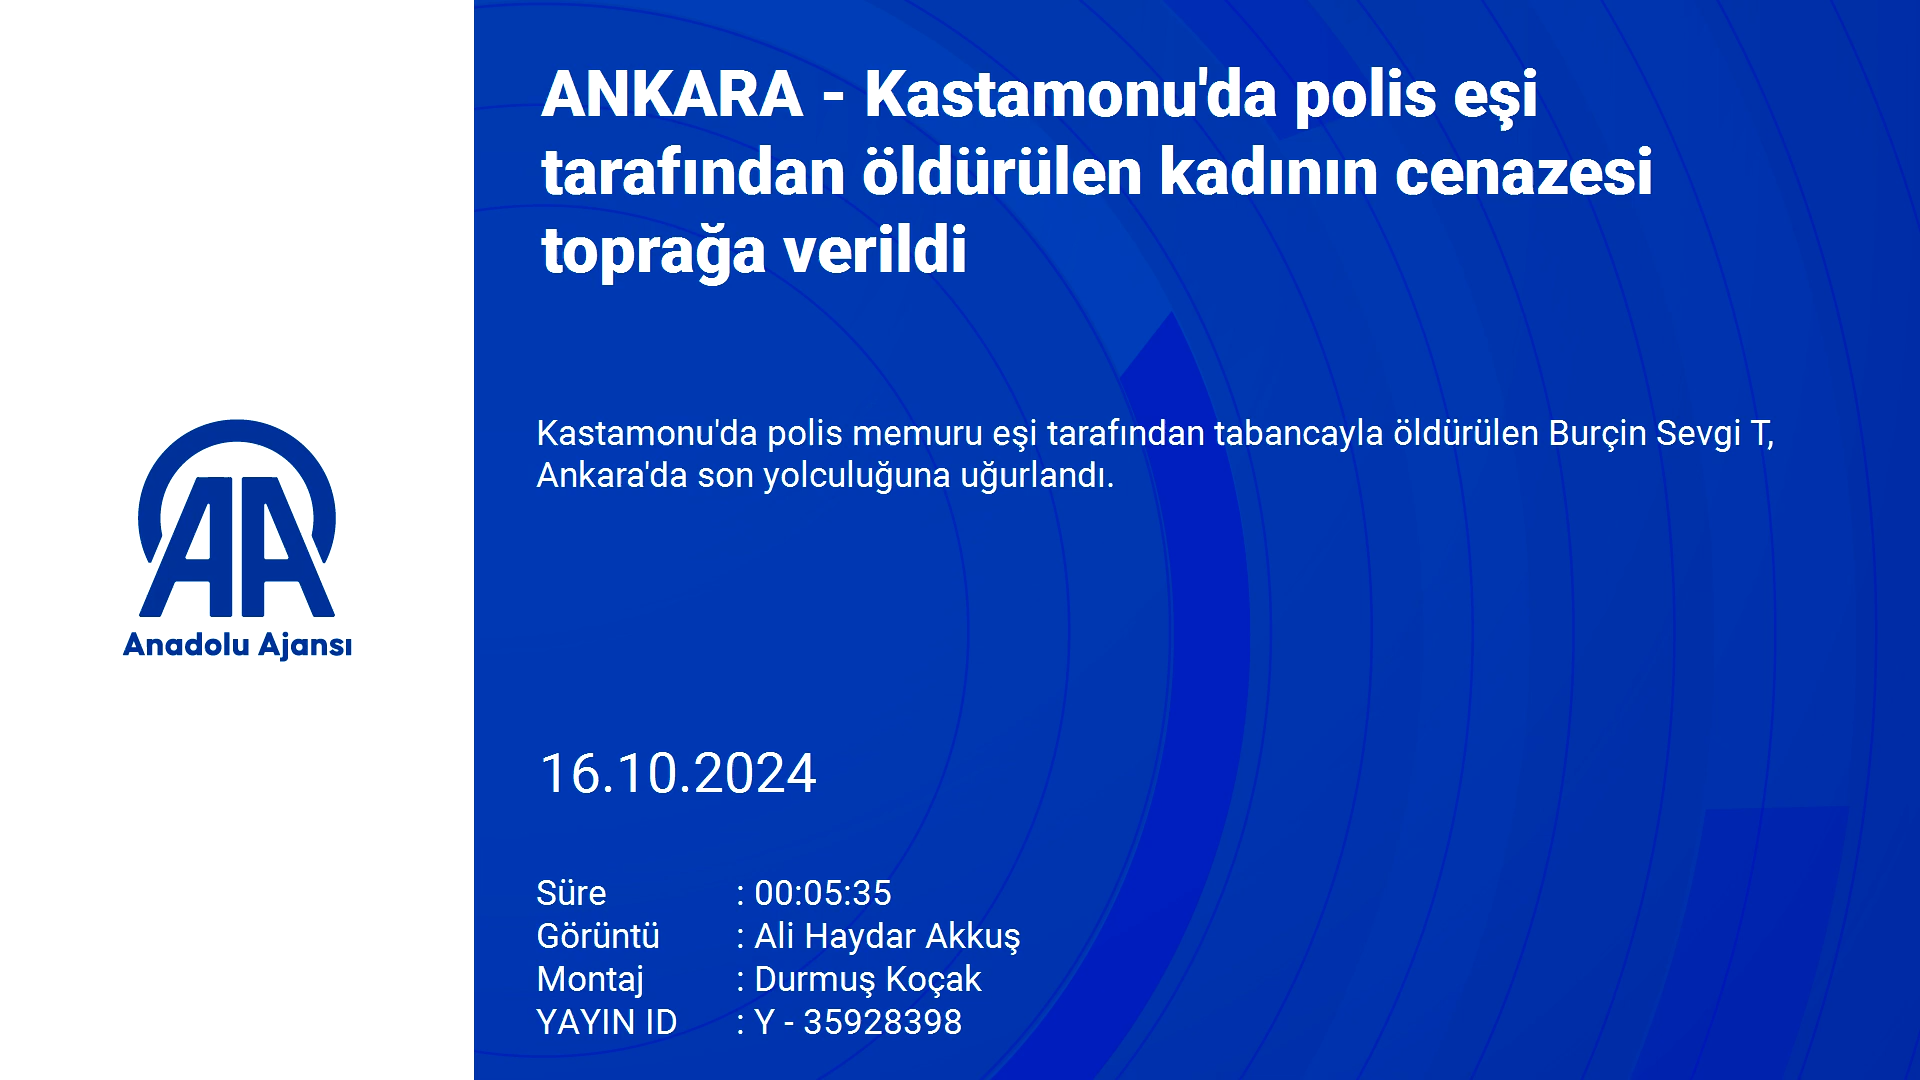 ANKARA - Kastamonu'da polis eşi
tarafından öldürülen kadının cenazesi
toprağa verildi
Kastamonu'da polis memuru eşi tarafından tabancayla öldürülen Burçin Sevgi T,
Ankara'da son yolculuğuna uğurlandı.
AA
Anadolu Ajansı
16.10.2024
Süre : 00:05:35
Görüntü : Ali Haydar Akkuş
Montaj : Durmuş Koçak
YAYIN ID : Y - 35928398